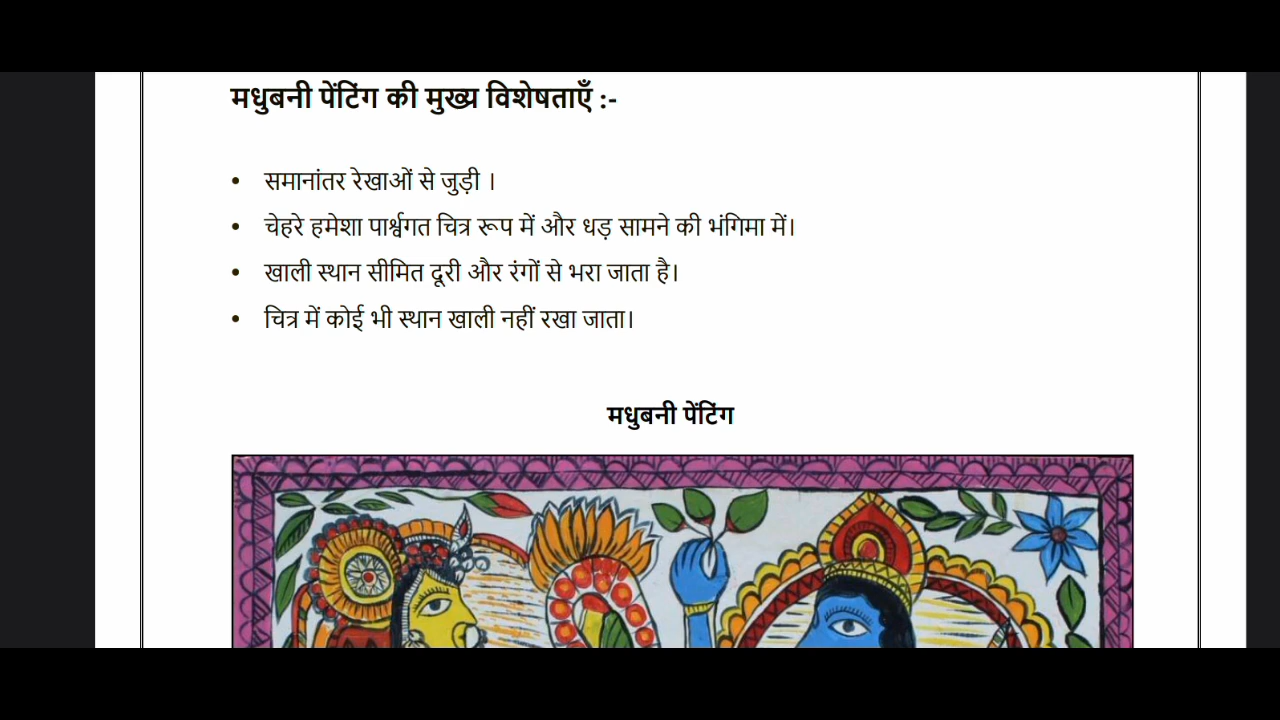 मधुबनी पेंटिंग की मुख्य विशेषताएँ :-
• समानांतर रेखाओं से जुड़ी ।
• चेहरे हमेशा पार्श्वगत चित्र रूप में और धड़ सामने की भंगिमा में।
• खाली स्थान सीमित दूरी और रंगों से भरा जाता है।
• चित्र में कोई भी स्थान खाली नहीं रखा जाता।
मधुबनी पेंटिंग